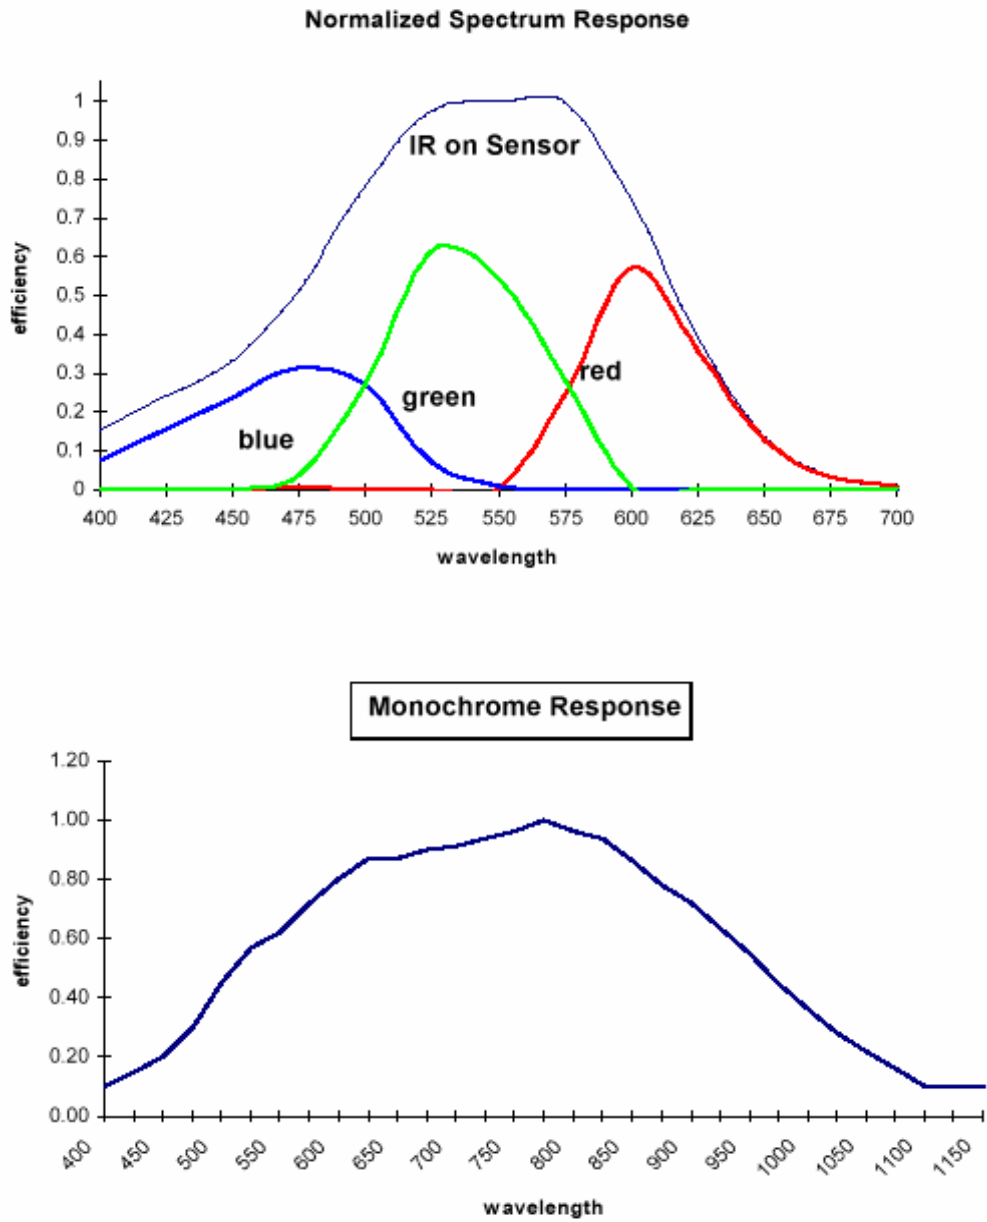 Normalized Spectrum Response
1
0.9
0.8
0.7
0.6
0.5
0.4
0.3
0.2
0.1
0
efficiency
IR on Sensor
red
green
blue
400 425 450 475 500 525 550 575 600 625 650 675 700
wavelength
Monochrome Response
1.20
1.00
0.80
0.60
0.40
0.20
0.00
efficiency
400 450 500 550 600 650 700 750 800 850 900 950 1000 1050 1100 1150
wavelength